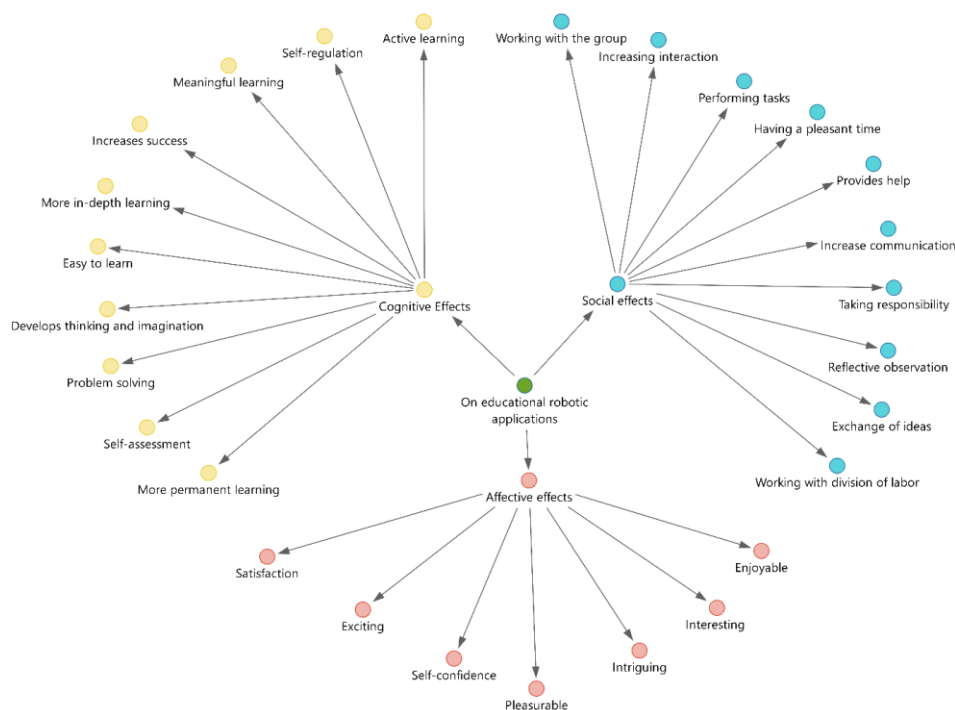 Active learning
Working with the group
Self-regulation
Increasing interaction
Meaningful learning
Performing tasks
Having a pleasant time
Increases success
Provides help
More in-depth learning
Increase communication
Easy to learn
Cognitive Effects
Social effects
Taking responsibility
Develops thinking and imagination
Reflective observation
Problem solving
On educational robotic
applications
Exchange of ideas
Self-assessment
Working with division of labor
More permanent learning
Affective effects
Enjoyable
Satisfaction
Interesting
Exciting
Intriguing
Self-confidence
Pleasurable